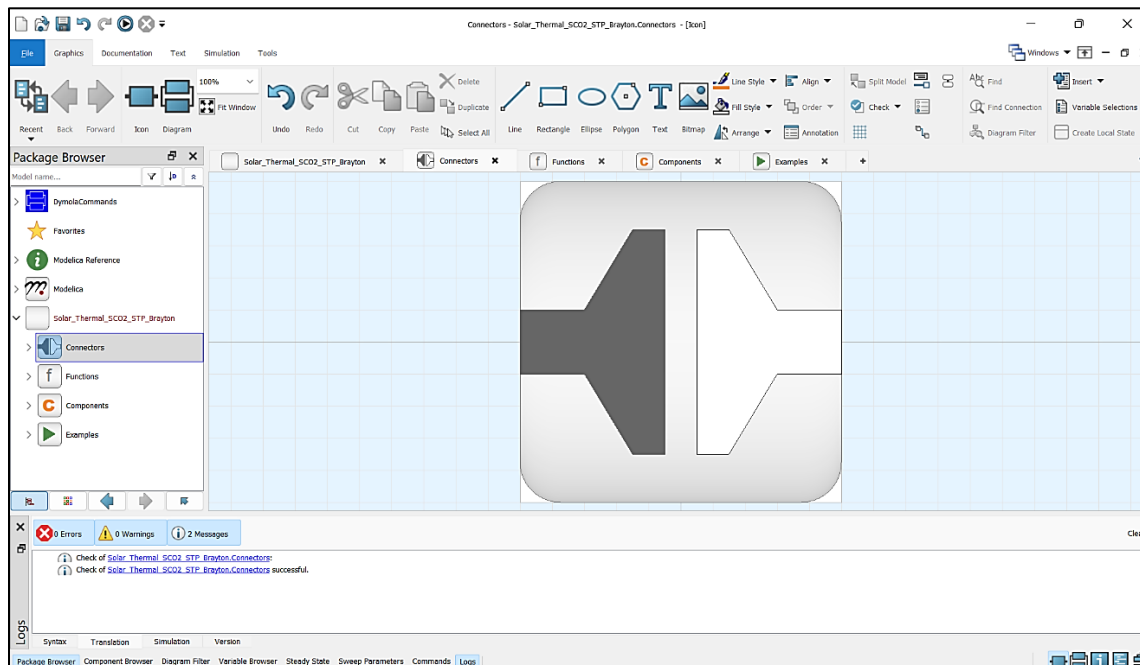 Connectors - Solar_Thermal_SCO2_STP_Brayton.Connectors - [Icon]
File Graphics Documentation Text Simulation Tools Windows
100% Delete Line Style Align Split Model Abc Find Insert
Fit Window Duplicate Fill Style Order Check Find Connection Variable Selections
Recent Back Forward Icon Diagram Undo Redo Cut Copy Paste Select All Line Rectangle Ellipse Polygon Text Bitmap Arrange Annotation Diagram Filter Create Local State
Package Browser Solar_Thermal_SCO2_STP_Brayton Connectors f Functions C Components Examples
Model name...
DymolaCommands
Favorites
Modelica Reference
Modelica
Solar_Thermal_SCO2_STP_Brayton
Connectors
f Functions
C Components
Examples
0 Errors 0 Warnings 2 Messages Clea
Check of Solar_Thermal_SCO2_STP_Brayton.Connectors:
Check of Solar_Thermal_SCO2_STP_Brayton.Connectors successful.
Logs
Syntax Translation Simulation Version
Package Browser Component Browser Diagram Filter Variable Browser Steady State Sweep Parameters Commands Logs